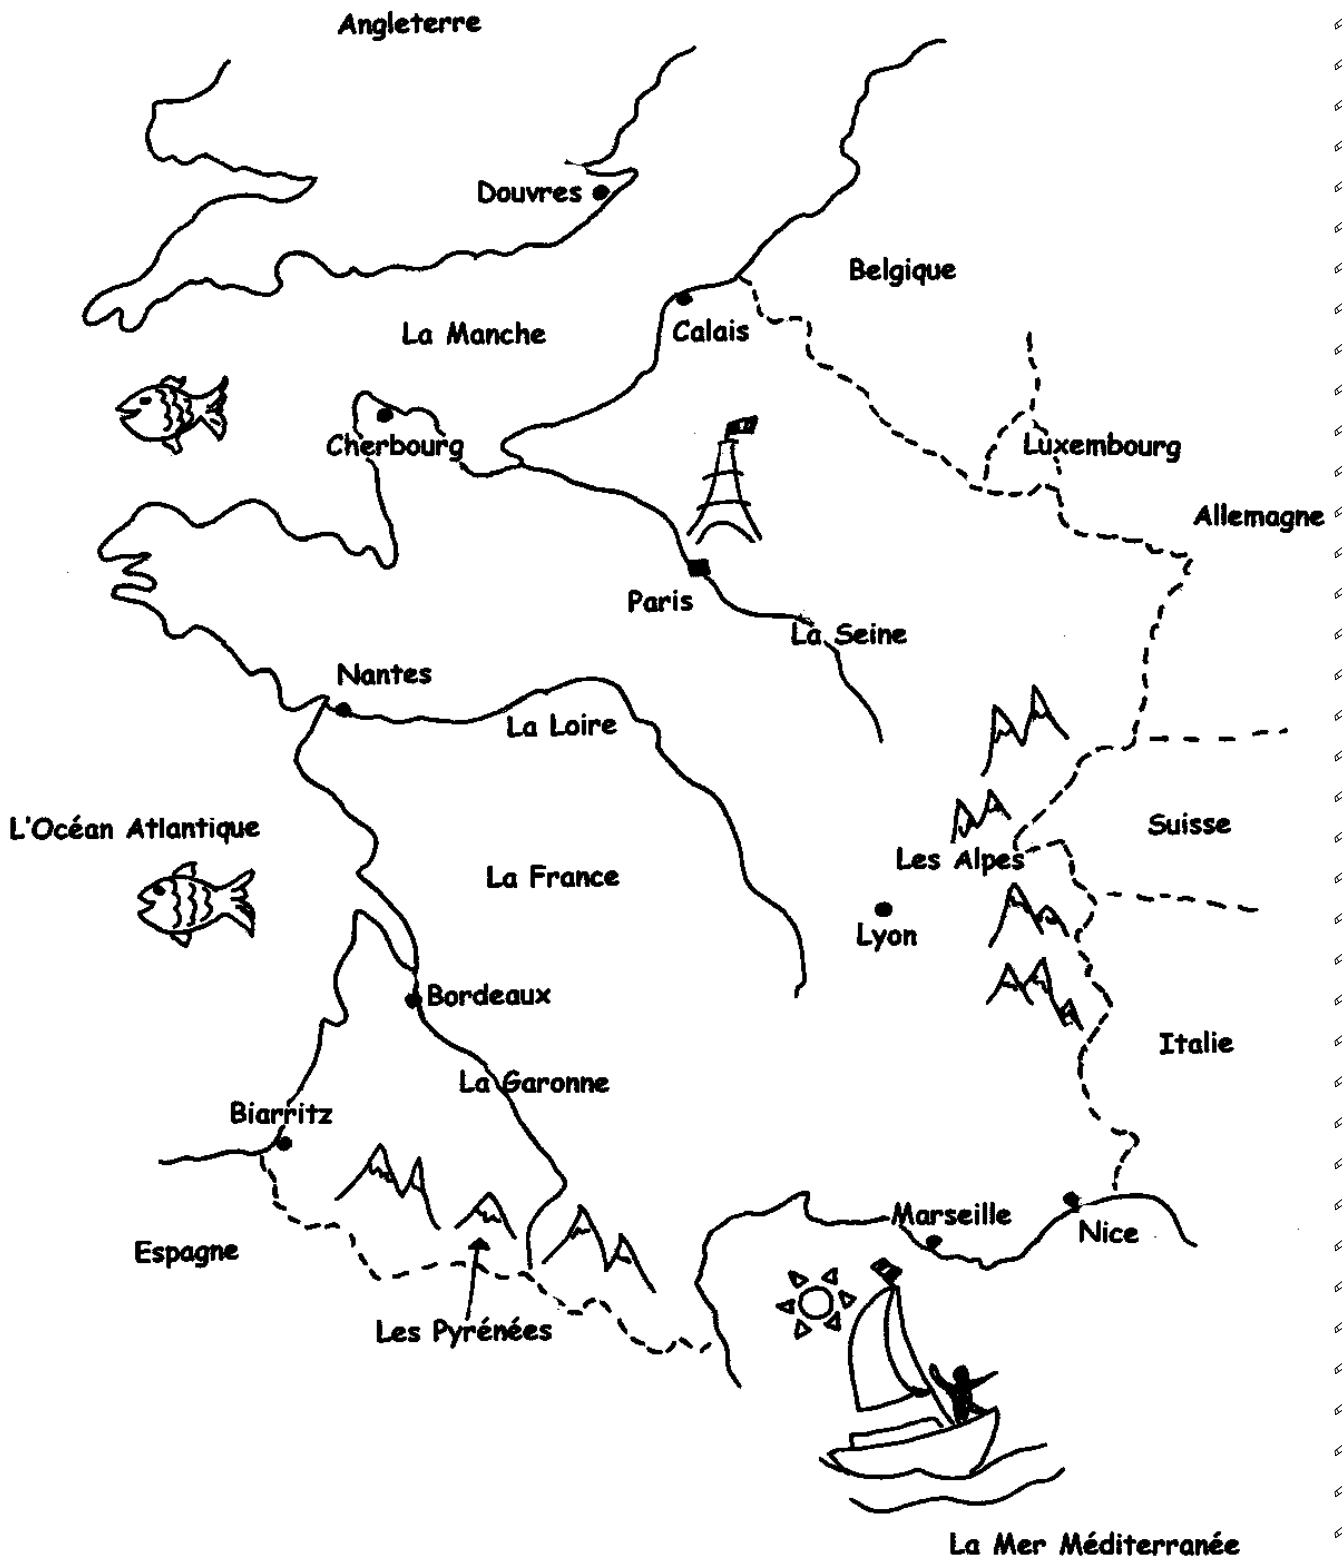 Angleterre
Douvres
Belgique
La Manche
Calais
Cherbourg
Luxembourg
Allemagne
Paris
La Seine
Nantes
La Loire
L'Océan Atlantique
Suisse
Les Alpes
La France
Lyon
Bordeaux
Italie
La Garonne
Biarritz
Marseille
Nice
Espagne
Les Pyrénées
La Mer Méditerranée